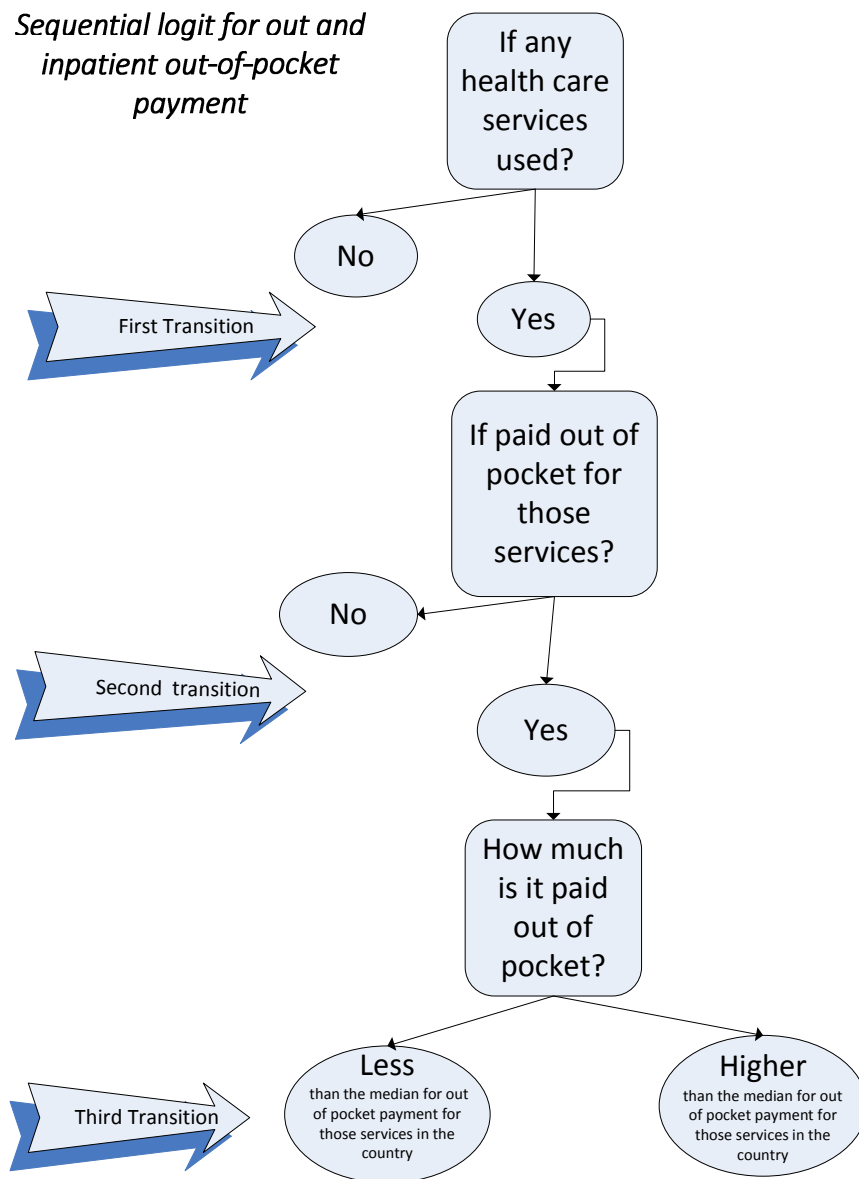 Sequential logit for out and
inpatient out-of-pocket
payment
If any
health care
services
used?
No
First Transition
Yes
If paid out of
pocket for
those
services?
No
Second transition
Yes
How much
is it paid
out of
pocket?
Third Transition
Less
than the median for out
of pocket payment for
those services in the
country
Higher
than the median for out
of pocket payment for
those services in the
country